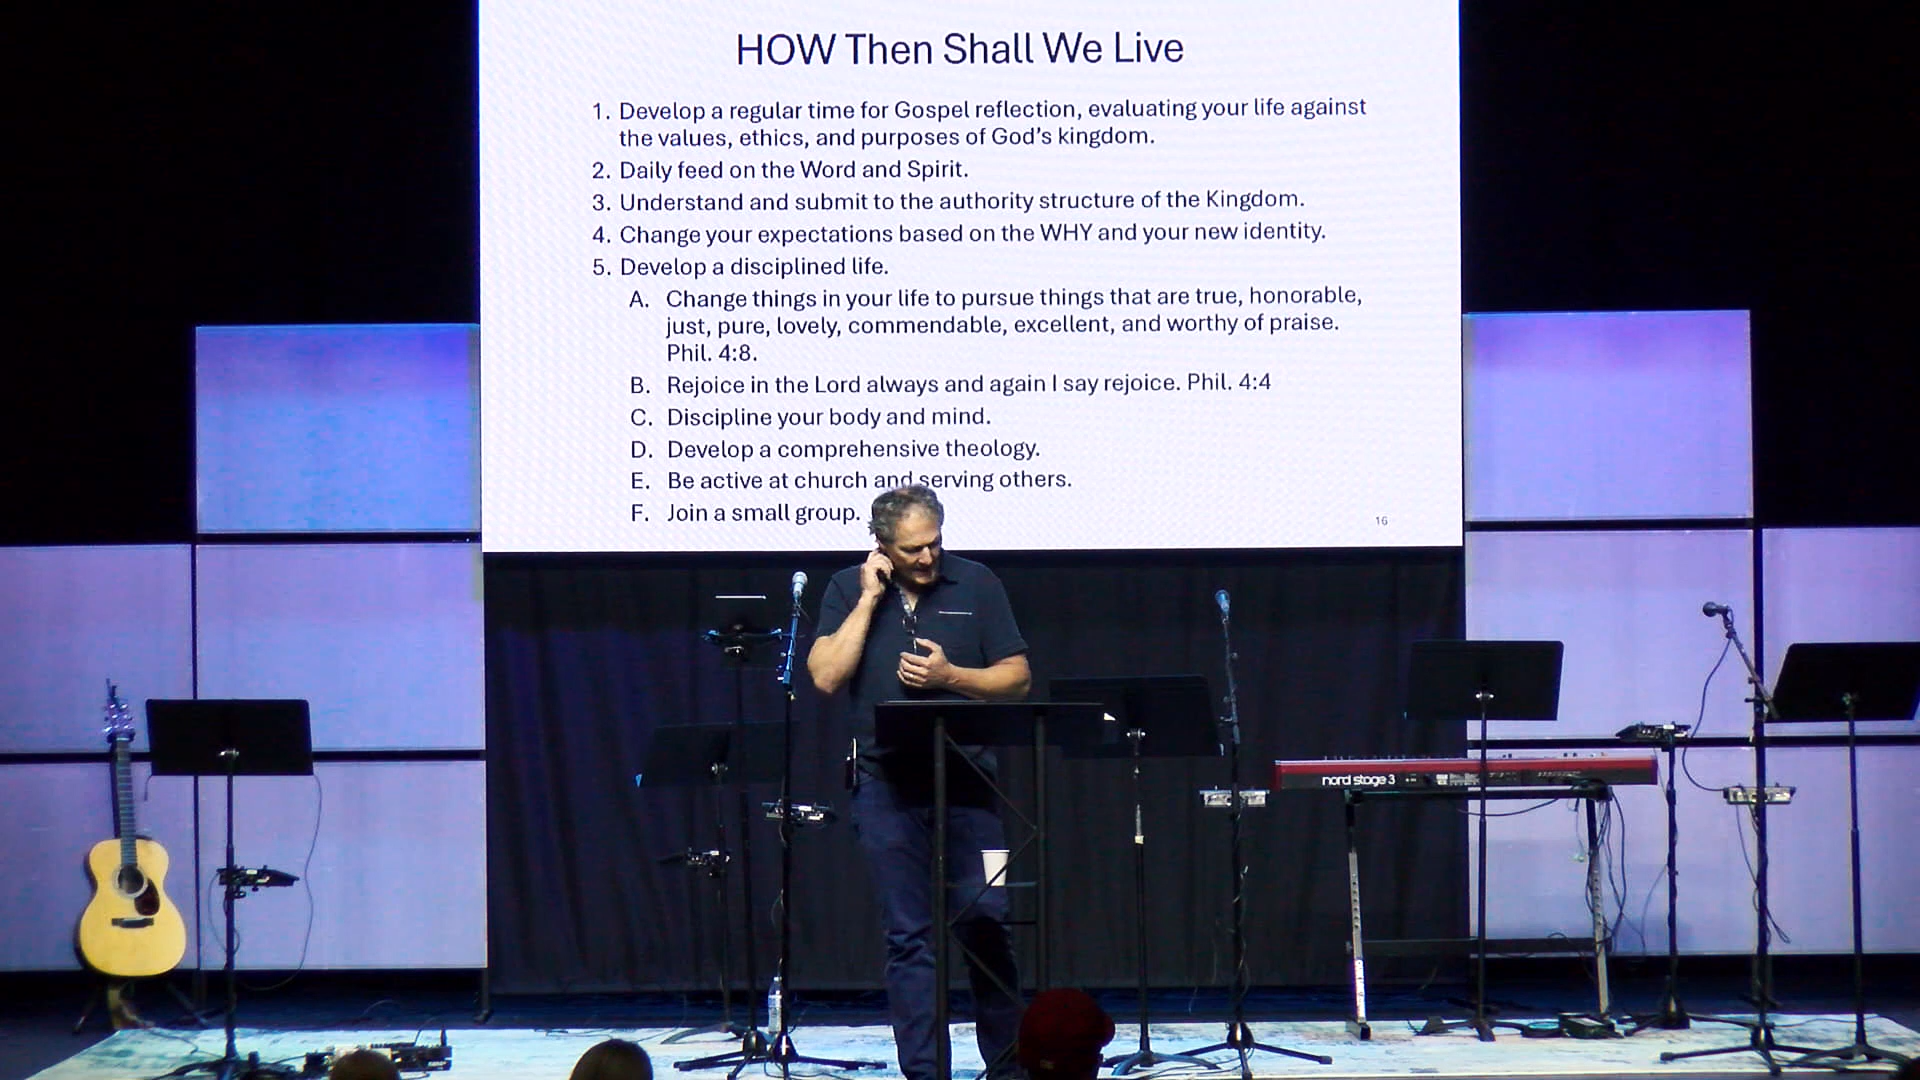 HOW Then Shall We Live
1. Develop a regular time for Gospel reflection, evaluating your life against
the values, ethics, and purposes of God's kingdom.
2. Daily feed on the Word and Spirit.
3. Understand and submit to the authority structure of the Kingdom.
4. Change your expectations based on the WHY and your new identity.
5. Develop a disciplined life.
A. Change things in your life to pursue things that are true, honorable,
just, pure, lovely, commendable, excellent, and worthy of praise.
Phil. 4:8.
B. Rejoice in the Lord always and again I say rejoice. Phil. 4:4
C. Discipline your body and mind.
D. Develop a comprehensive theology.
E. Be active at church and serving others.
F. Join a small group.
16
nord stage 3